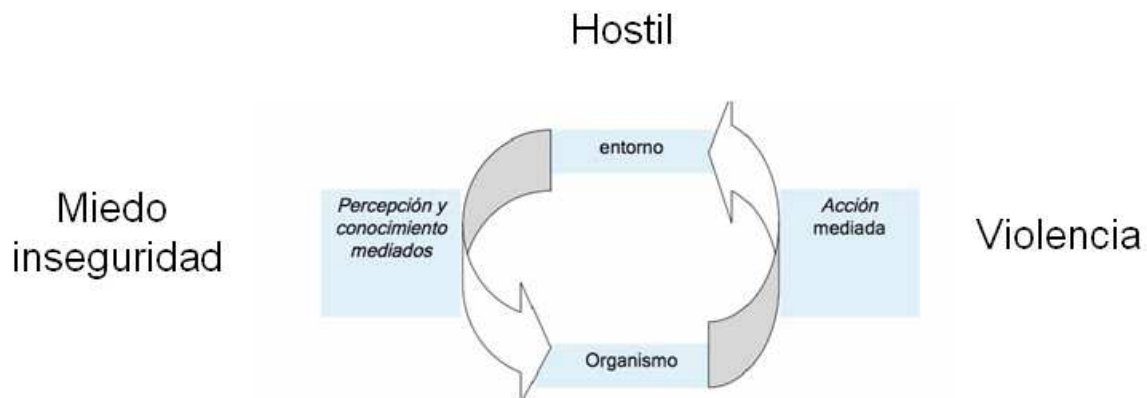 Hostil
entorno
Miedo
inseguridad
Percepción y
conocimiento
mediados
Acción
mediada
Violencia
Organismo